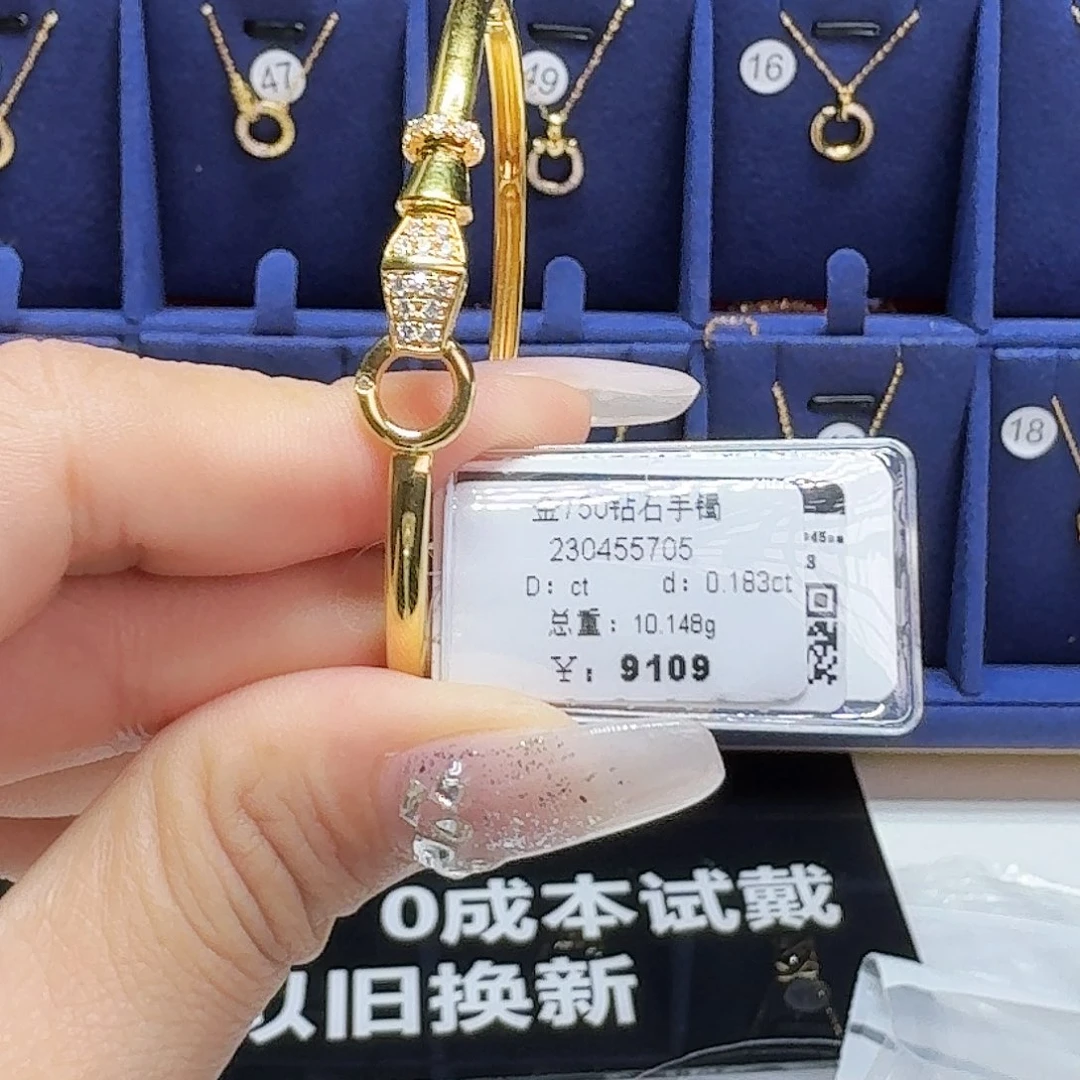 47
49
16
18
金750钻石手镯
230455705
D: ct d: 0.183ct
总重: 10.148g
¥: 9109
0成本试戴
以旧换新